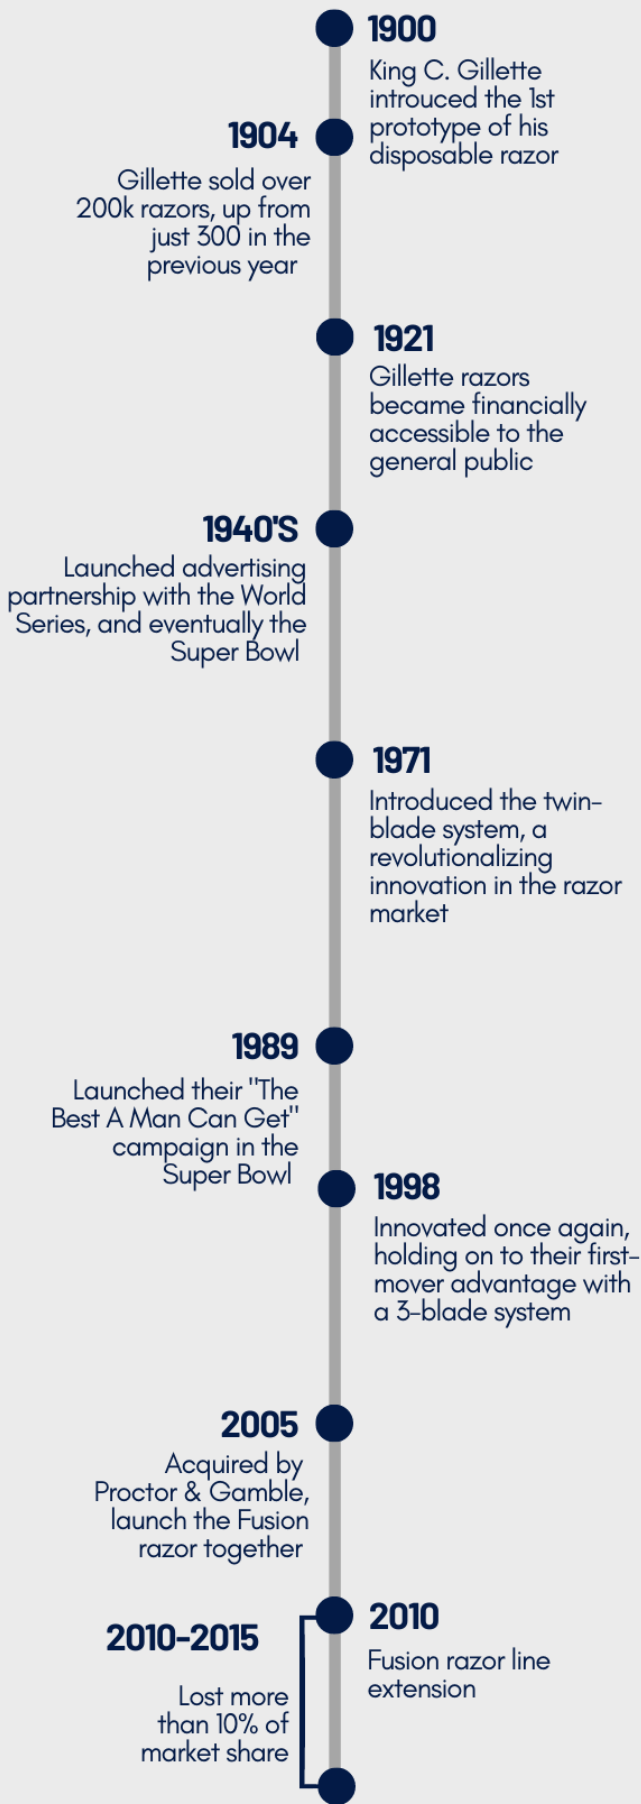 1900
King C. Gillette
introuced the 1st
prototype of his
disposable razor
1904
Gillette sold over
200k razors, up from
just 300 in the
previous year
1921
Gillette razors
became financially
accessible to the
general public
1940'S
Launched advertising
partnership with the World
Series, and eventually the
Super Bowl
1971
Introduced the twin-
blade system, a
revolutionalizing
innovation in the razor
market
1989
Launched their "The
Best A Man Can Get"
campaign in the
Super Bowl
1998
Innovated once again,
holding on to their first-
mover advantage with
a 3-blade system
2005
Acquired by
Proctor & Gamble,
launch the Fusion
razor together
2010
Fusion razor line
extension
2010-2015
Lost more
than 10% of
market share